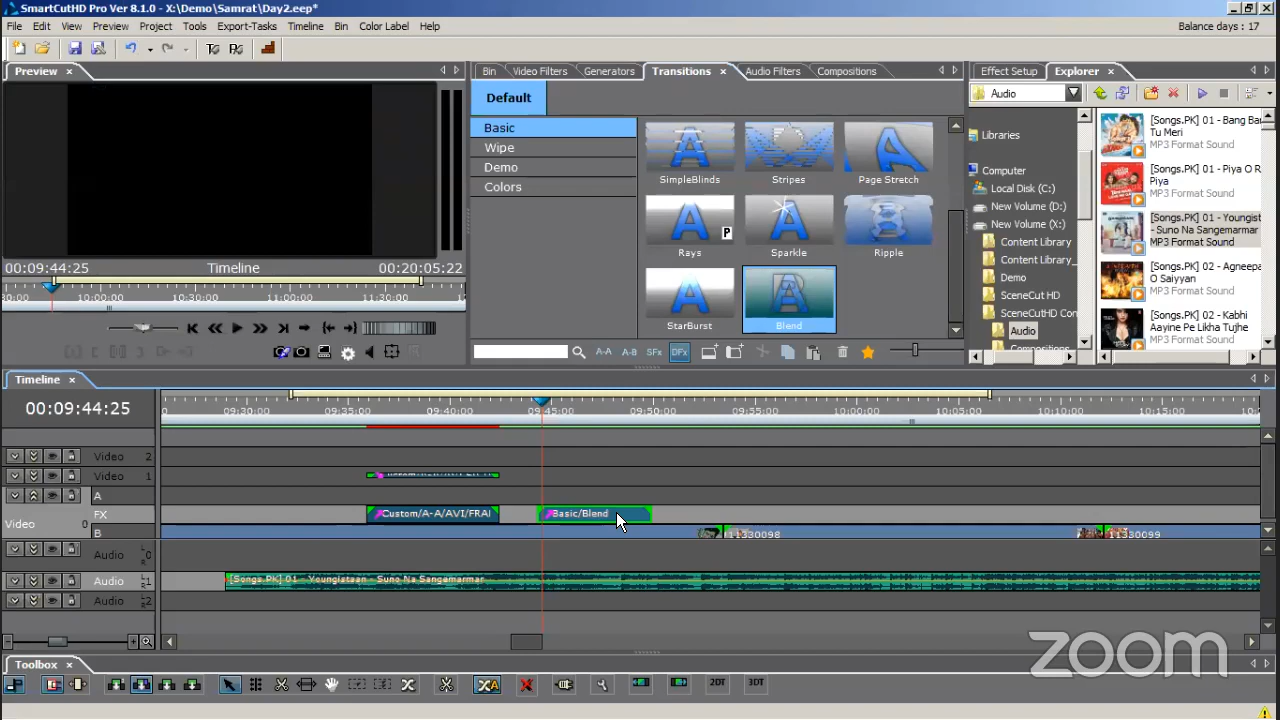 SmartCutHD Pro Ver 8.1.0 - X:\Demo\Samrat\Day2.eep*
File Edit View Preview Project Tools Export-Tasks Timeline Bin Color Label Help
Balance days : 17
Preview
00:09:44:25 Timeline 00:20:05:22
10:00:00 10:30:00 11:00:00 11:30:00
Bin Video Filters Generators Transitions Audio Filters Compositions
Default
Basic
Wipe
Demo
Colors
SimpleBlinds Stripes Page Stretch
Rays P Sparkle Ripple
StarBurst Blend
A-A A-B SFx DFx
Effect Setup Explorer
Audio
Libraries
Computer
Local Disk (C:)
New Volume (D:)
New Volume (X:)
Content Library
Content Library_
Demo
SceneCut HD
SceneCutHD Con
Audio
[Songs.PK] 01 - Bang Ba
Tu Meri
MP3 Format Sound
[Songs.PK] 01 - Piya O R
Piya
MP3 Format Sound
[Songs.PK] 01 - Youngist
- Suno Na Sangemarmar
MP3 Format Sound
[Songs.PK] 02 - Agneepa
O Saiyyan
MP3 Format Sound
[Songs.PK] 02 - Kabhi
Aayine Pe Likha Tujhe
MP3 Format Sound
Timeline
00:09:44:25
09:30:00 09:35:00 09:40:00 09:45:00 09:50:00 09:55:00 10:00:00 10:05:00 10:10:00 10:15:00
Video 2
Video 1
A
FX
Custom/A-A/AVI/FRAI Basic/Blend
Video 0
B
11330098 11330099
Audio 0
Audio 1
[Songs.PK] 01 - Youngistaan - Suno Na Sangemarmar
Audio 2
zoom
Toolbox
XA 2DT 3DT